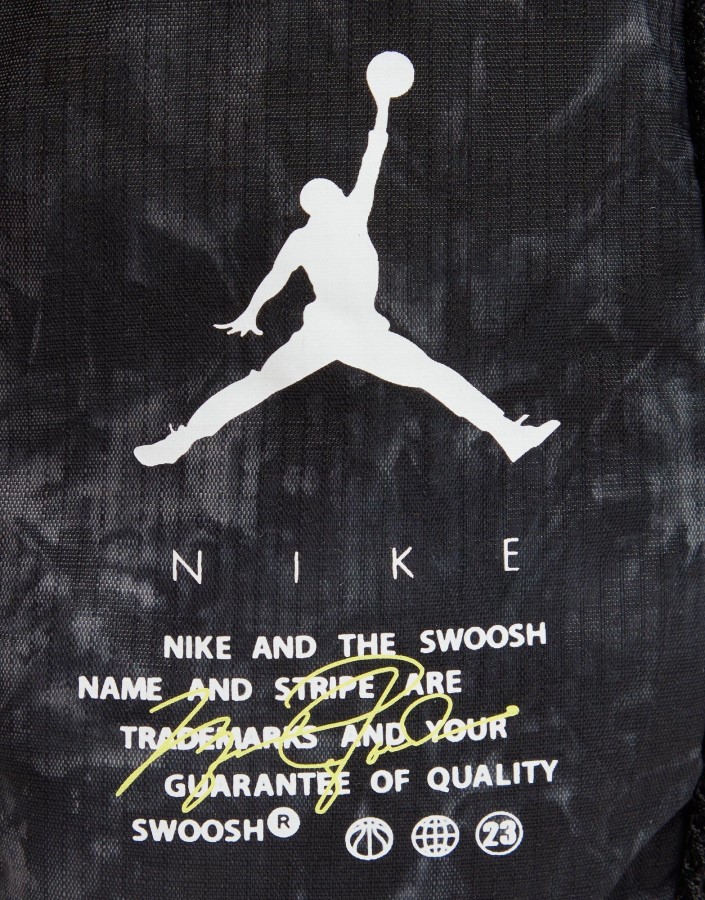 NIKE
NIKE AND THE SWOOSH
NAME AND STRIPE ARE
TRADEMARKS AND YOUR
GUARANTEE OF QUALITY
SWOOSH® 23